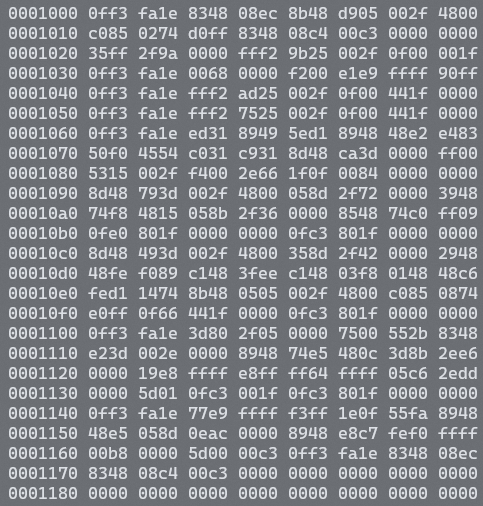 0001000 0ff3 fa1e 8348 08ec 8b48 d905 002f 4800
0001010 c085 0274 d0ff 8348 08c4 00c3 0000 0000
0001020 35ff 2f9a 0000 fff2 9b25 002f 0f00 001f
0001030 0ff3 fa1e 0068 0000 f200 e1e9 ffff 90ff
0001040 0ff3 fa1e fff2 ad25 002f 0f00 441f 0000
0001050 0ff3 fa1e fff2 7525 002f 0f00 441f 0000
0001060 0ff3 fa1e ed31 8949 5ed1 8948 48e2 e483
0001070 50f0 4554 c031 c931 8d48 ca3d 0000 ff00
0001080 5315 002f f400 2e66 1f0f 0084 0000 0000
0001090 8d48 793d 002f 4800 058d 2f72 0000 3948
00010a0 74f8 4815 058b 2f36 0000 8548 74c0 ff09
00010b0 0fe0 801f 0000 0000 0fc3 801f 0000 0000
00010c0 8d48 493d 002f 4800 358d 2f42 0000 2948
00010d0 48fe f089 c148 3fee c148 03f8 0148 48c6
00010e0 fed1 1474 8b48 0505 002f 4800 c085 0874
00010f0 e0ff 0f66 441f 0000 0fc3 801f 0000 0000
0001100 0ff3 fa1e 3d80 2f05 0000 7500 552b 8348
0001110 e23d 002e 0000 8948 74e5 480c 3d8b 2ee6
0001120 0000 19e8 ffff e8ff ff64 ffff 05c6 2edd
0001130 0000 5d01 0fc3 001f 0fc3 801f 0000 0000
0001140 0ff3 fa1e 77e9 ffff f3ff 1e0f 55fa 8948
0001150 48e5 058d 0eac 0000 8948 e8c7 fef0 ffff
0001160 00b8 0000 5d00 00c3 0ff3 fa1e 8348 08ec
0001170 8348 08c4 00c3 0000 0000 0000 0000 0000
0001180 0000 0000 0000 0000 0000 0000 0000 0000